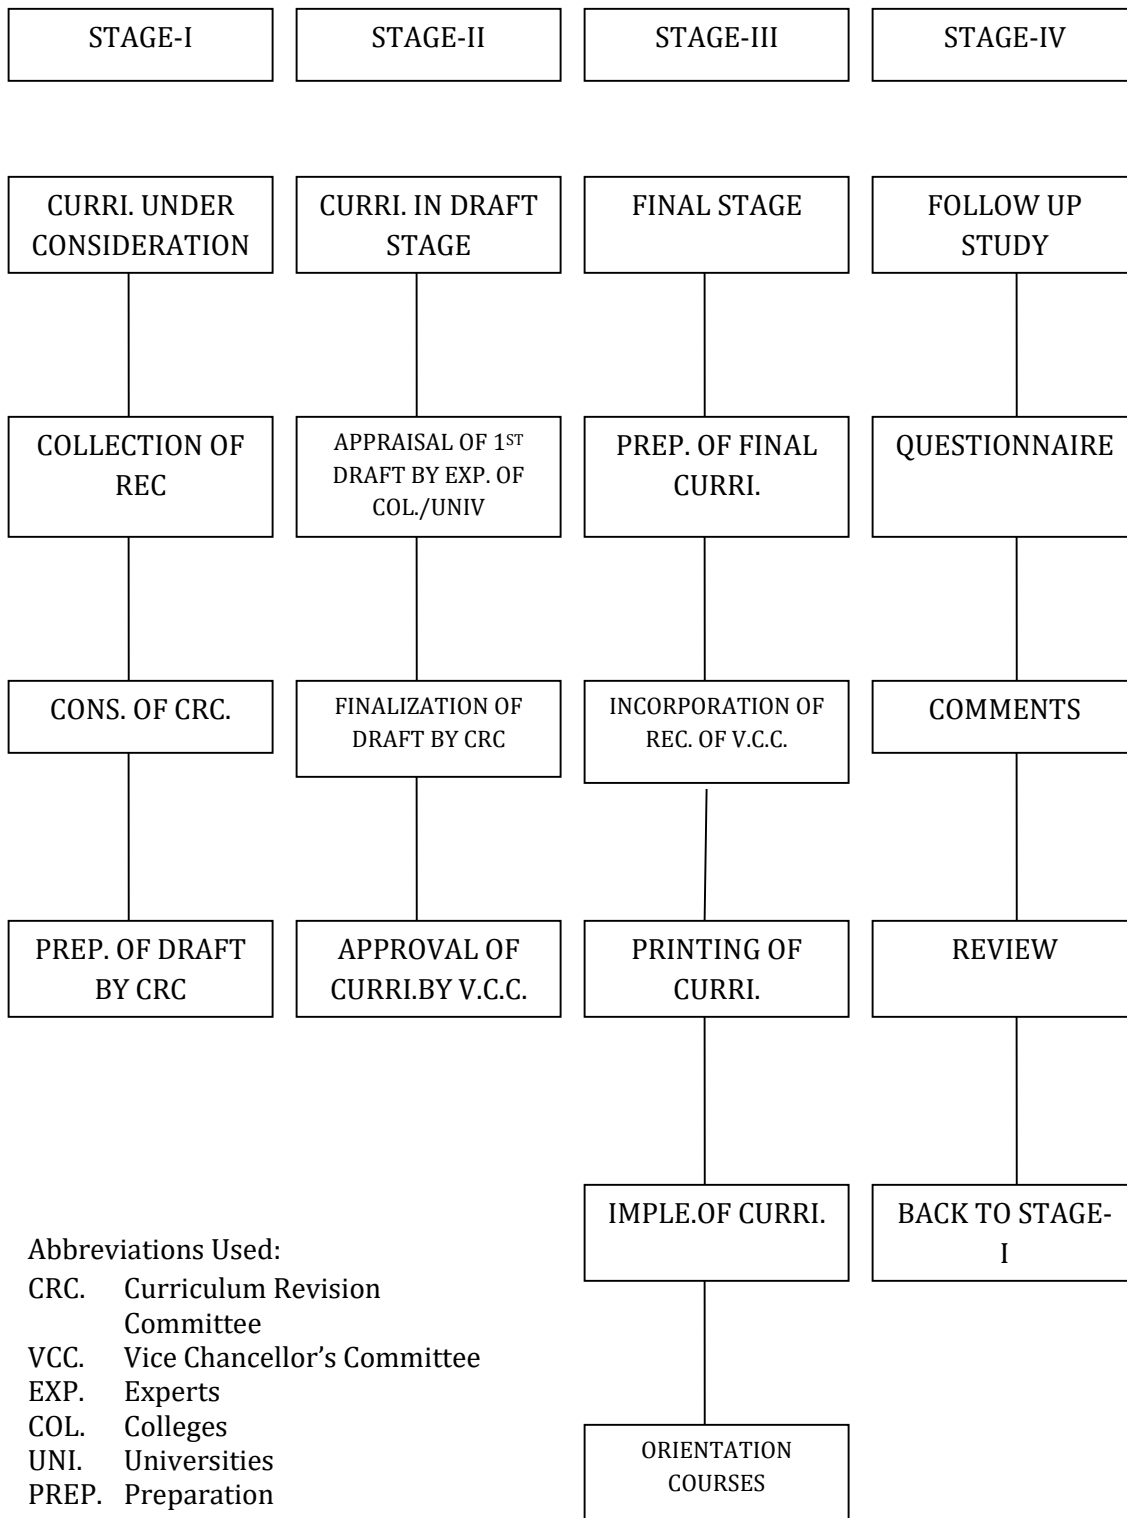 STAGE-I
STAGE-II
STAGE-III
STAGE-IV
CURRI. UNDER
CONSIDERATION
CURRI. IN DRAFT
STAGE
FINAL STAGE
FOLLOW UP
STUDY
COLLECTION OF
REC
APPRAISAL OF 1ST
DRAFT BY EXP. OF
COL./UNIV
PREP. OF FINAL
CURRI.
QUESTIONNAIRE
CONS. OF CRC.
FINALIZATION OF
DRAFT BY CRC
INCORPORATION OF
REC. OF V.C.C.
COMMENTS
PREP. OF DRAFT
BY CRC
APPROVAL OF
CURRI.BY V.C.C.
PRINTING OF
CURRI.
REVIEW
IMPLE.OF CURRI.
BACK TO STAGE-
I
ORIENTATION
COURSES
Abbreviations Used:
CRC. Curriculum Revision
Committee
VCC. Vice Chancellor’s Committee
EXP. Experts
COL. Colleges
UNI. Universities
PREP. Preparation